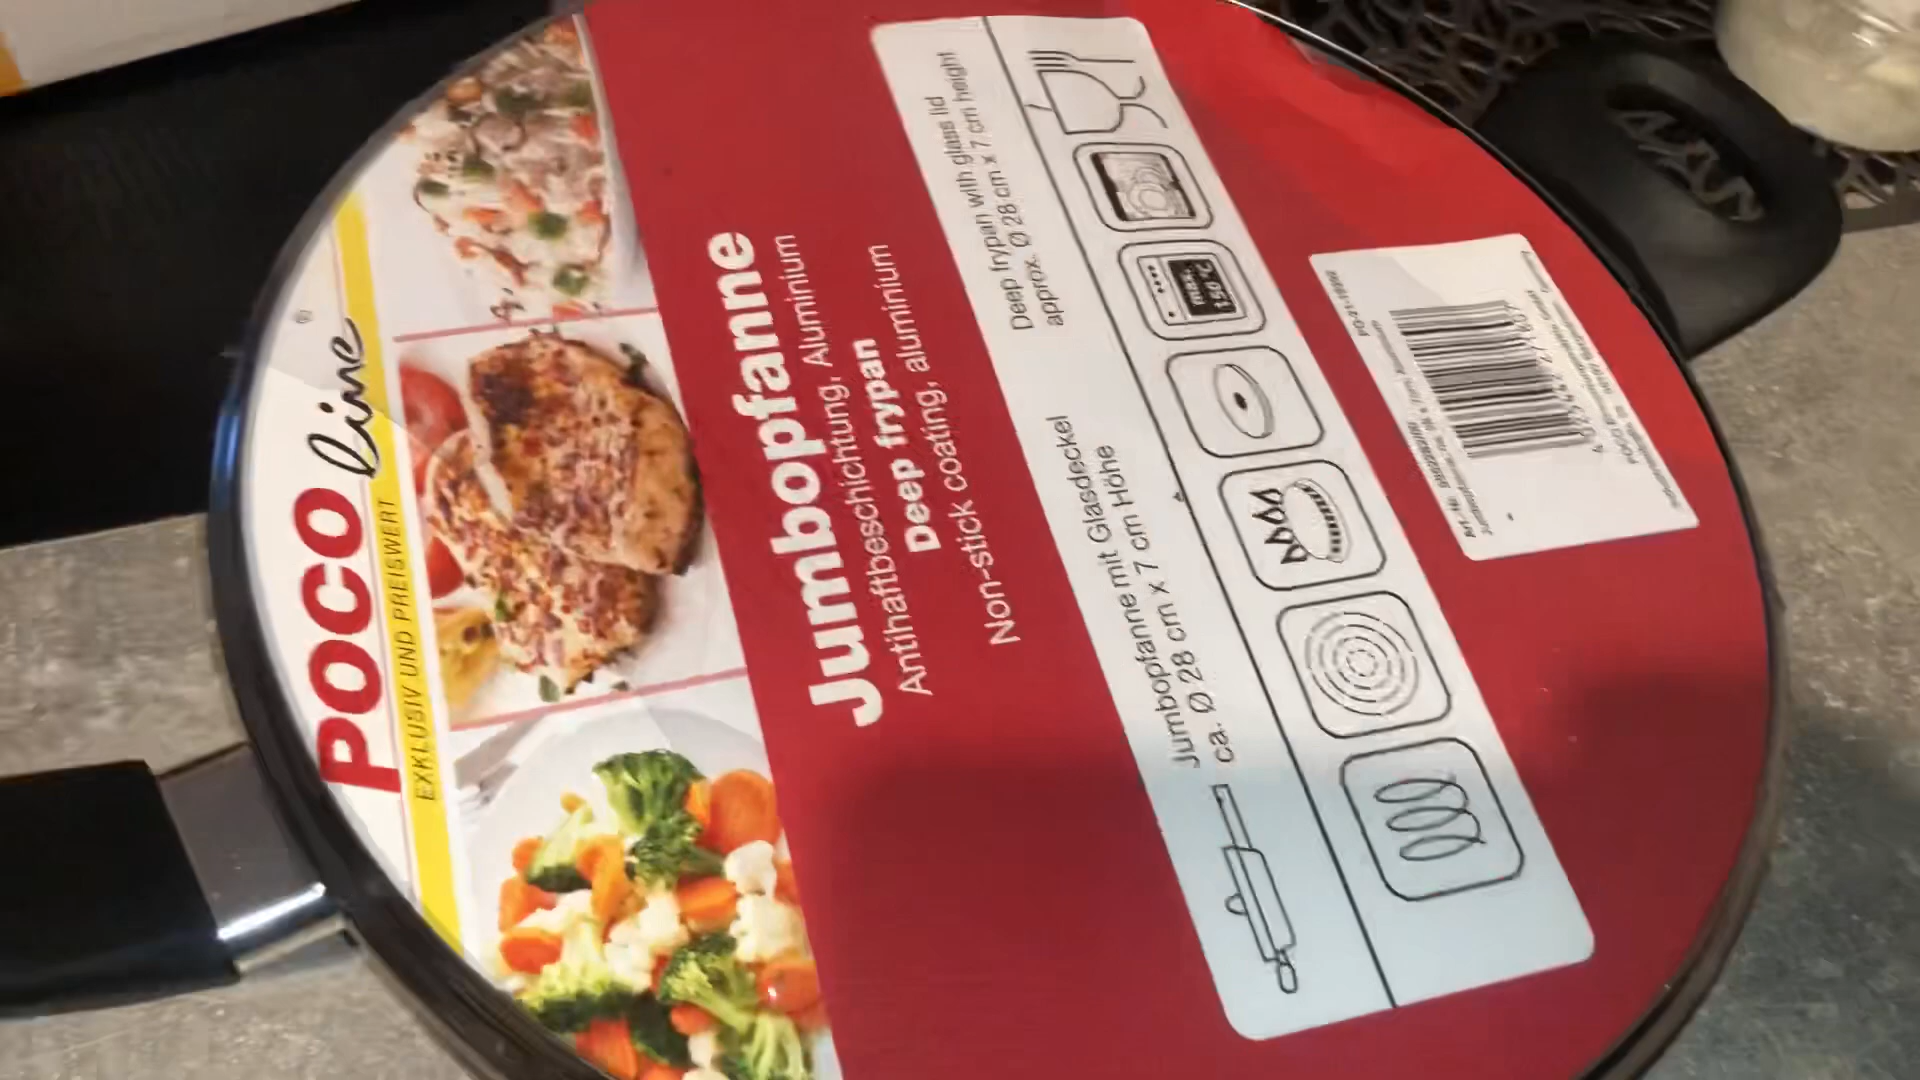 POCO line
EXKLUSIV UND PREISWERT
Jumbopfanne
Antihaftbeschichtung, Aluminium
Deep frypan
Non-stick coating, aluminium
Jumbopfanne mit Glasdeckel
ca. Ø 28 cm x 7 cm Höhe
Deep frypan with glass lid
approx. Ø 28 cm x 7 cm height
max.
150°C